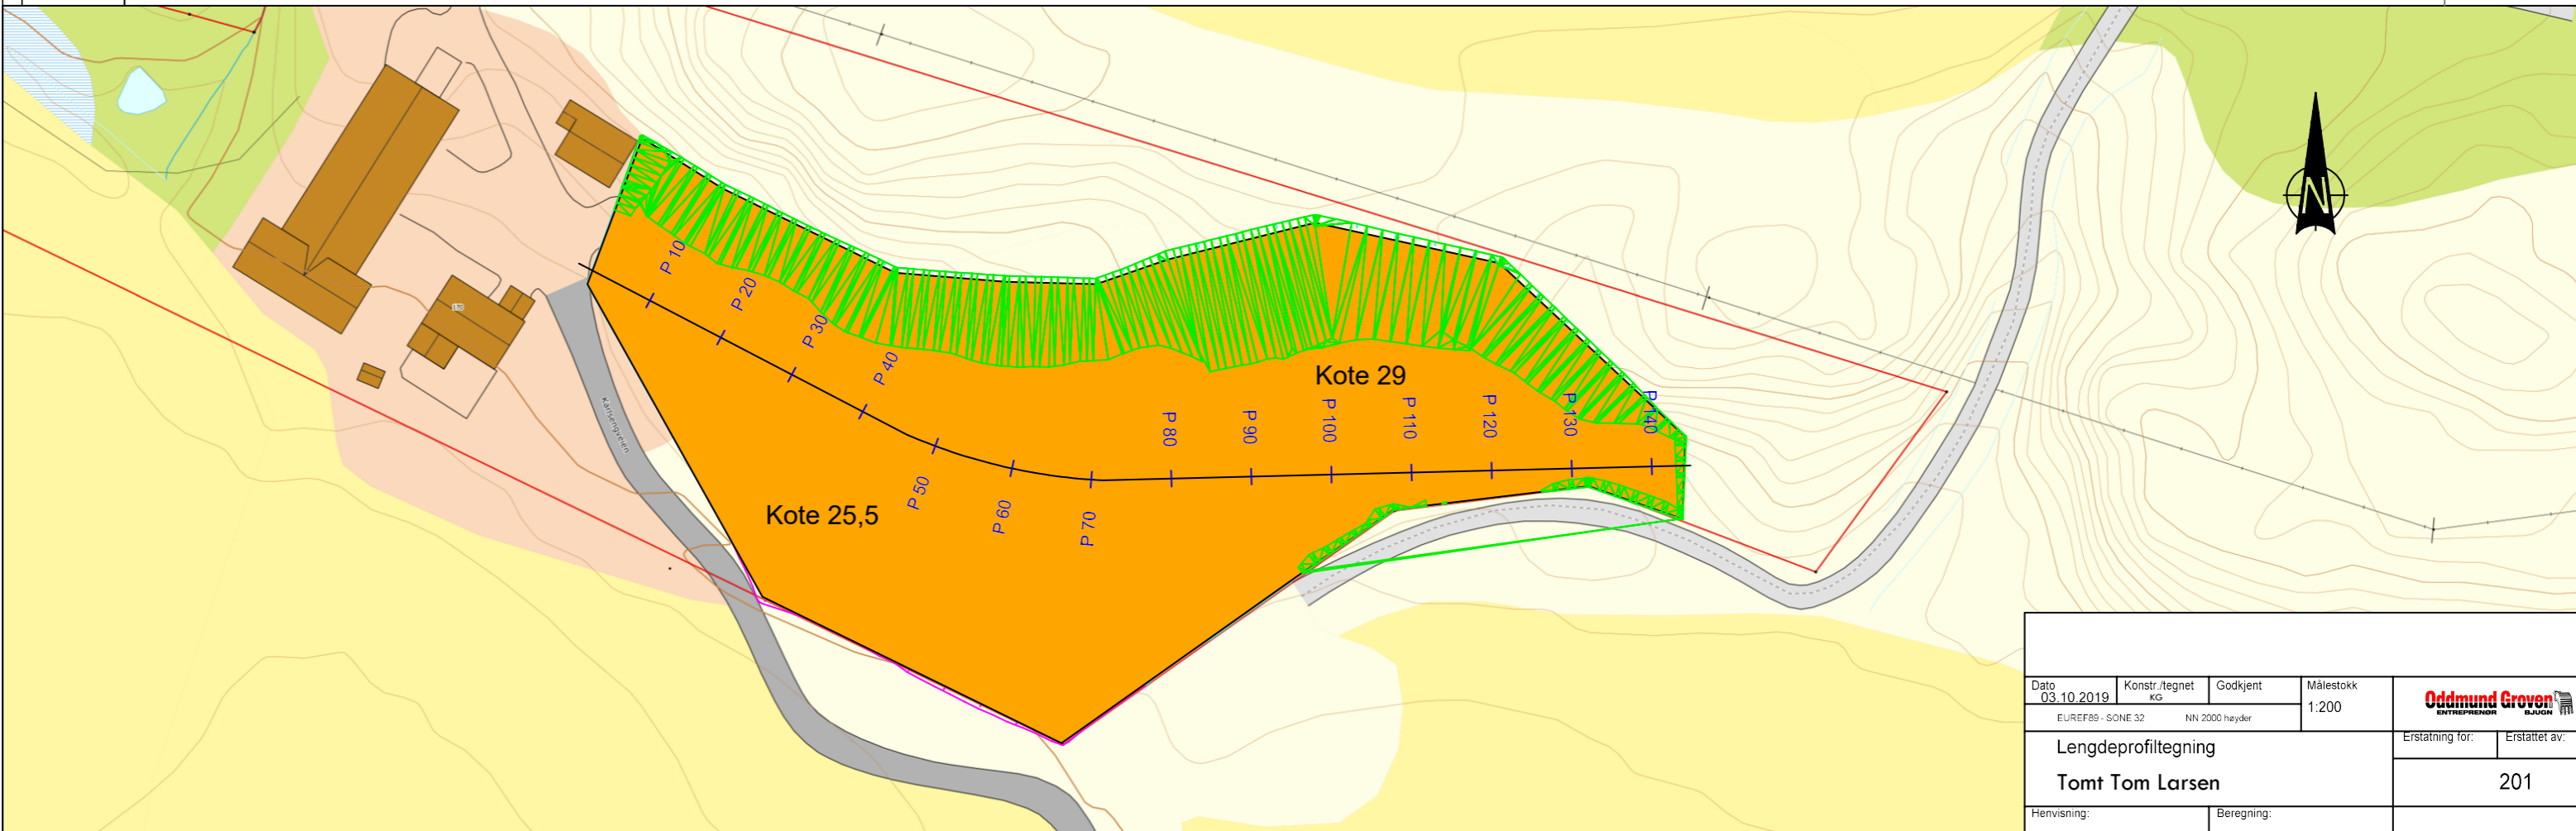 P 10
P 20
P 30
P 40
P 50
P 60
P 70
P 80
P 90
P 100
P 110
P 120
P 130
P 140
Kote 29
Kote 25,5
Karlsengveien
170
N
Dato
03.10.2019
Konstr./tegnet
KG
Godkjent
Målestokk
1:200
EUREF89 - SONE 32 NN 2000 høyder
Oddmund Groven
ENTREPRENØR BJUGN
Lengdeprofiltegning
Tomt Tom Larsen
Erstatning for:
Erstattet av:
201
Henvisning:
Beregning: